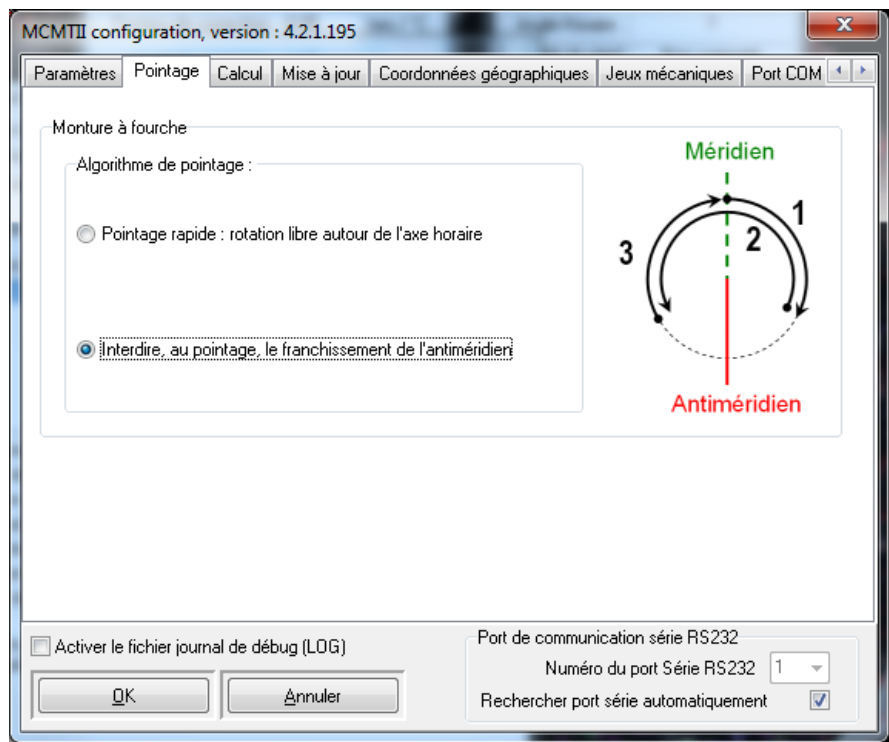 MCMTII configuration, version : 4.2.1.195
x
Paramètres Pointage Calcul Mise à jour Coordonnées géographiques Jeux mécaniques Port COM
Monture à fourche
Algorithme de pointage :
Pointage rapide : rotation libre autour de l'axe horaire
Interdire, au pointage, le franchissement de l'antiméridien
Méridien
1
2
3
Antiméridien
Activer le fichier journal de débug (LOG)
OK
Annuler
Port de communication série RS232
Numéro du port Série RS232 1
Rechercher port série automatiquement